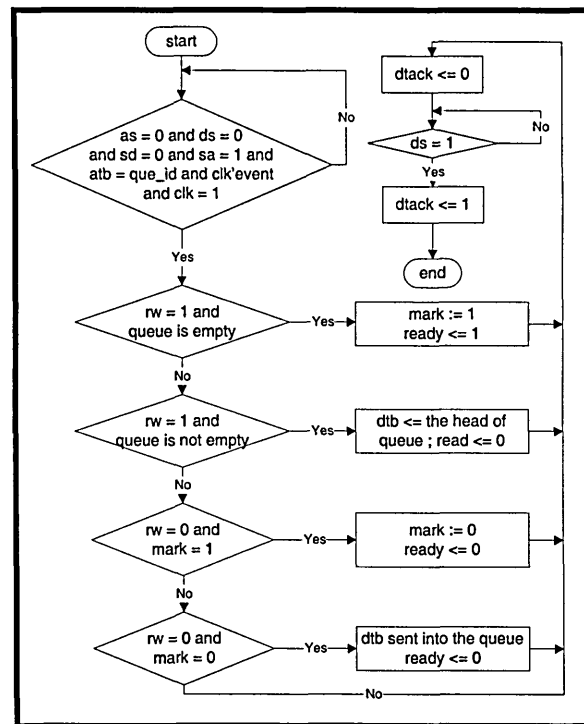 start
as = 0 and ds = 0
and sd = 0 and sa = 1 and
atb = que_id and clk'event
and clk = 1
No
Yes
rw = 1 and
queue is empty
Yes
mark := 1
ready <= 1
No
rw = 1 and
queue is not empty
Yes
dtb <= the head of
queue ; read <= 0
No
rw = 0 and
mark = 1
Yes
mark := 0
ready <= 0
No
rw = 0 and
mark = 0
Yes
dtb sent into the queue
ready <= 0
No
dtack <= 0
ds = 1
No
Yes
dtack <= 1
end